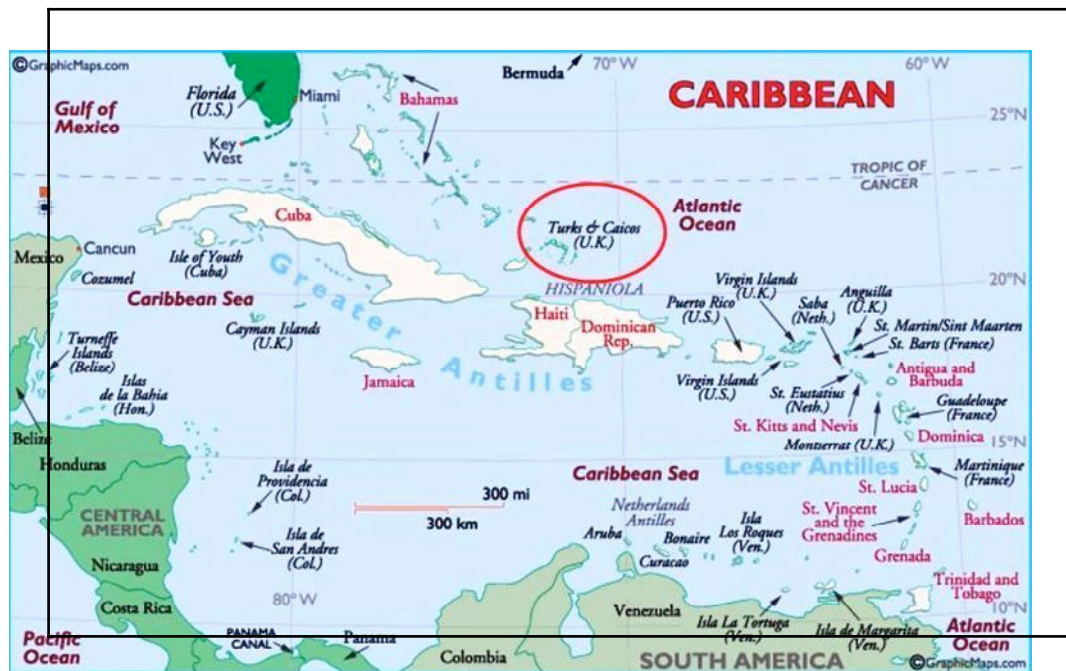 ©GraphicMaps.com
Bermuda
70° W
60° W
CARIBBEAN
Florida
(U.S.)
Miami
Bahamas
Gulf of
Mexico
25°N
Key
West
TROPIC OF
CANCER
Cuba
Turks & Caicos
(U.K.)
Atlantic
Ocean
Mexico
Cancun
Isle of Youth
(Cuba)
Cozumel
Greater
Antilles
HISPANIOLA
20°N
Caribbean Sea
Haiti
Dominican
Rep.
Puerto Rico
(U.S.)
Virgin Islands
(U.K.)
Saba
(Neth.)
Anguilla
(U.K.)
St. Martin/Sint Maarten
St. Barts (France)
Cayman Islands
(U.K.)
Turneffe
Islands
(Belize)
Jamaica
Virgin Islands
(U.S.)
Antigua and
Barbuda
Islas
de la Bahia
(Hon.)
St. Eustatius
(Neth.)
Guadeloupe
(France)
St. Kitts and Nevis
Montserrat (U.K.)
Dominica
Belize
Honduras
15°N
Caribbean Sea
Lesser Antilles
Martinique
(France)
Isla de
Providencia
(Col.)
300 mi
300 km
St. Lucia
Netherlands
Antilles
Isla
Los Roques
(Ven.)
St. Vincent
and the
Grenadines
Barbados
CENTRAL
AMERICA
Isla de
San Andres
(Col.)
Aruba
Bonaire
Curacao
Grenada
Nicaragua
Trinidad and
Tobago
Costa Rica
80°W
Venezuela
10°N
Isla La Tortuga
(Ven.)
Isla de Margarita
(Ven.)
Atlantic
Ocean
Pacific
Ocean
PANAMA
CANAL
Panama
Colombia
SOUTH AMERICA
©GraphicMaps.com